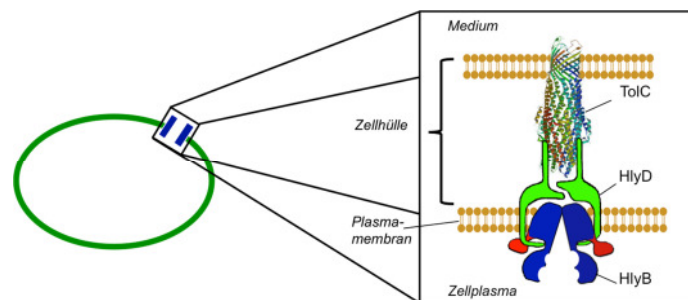 Medium
TolC
Zellhülle
HlyD
Plasma-
membran
HlyB
Zellplasma